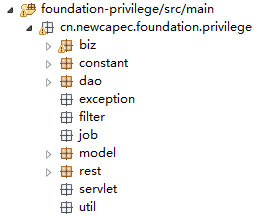 foundation-privilege/src/main
cn.newcapec.foundation.privilege
biz
constant
dao
exception
filter
job
model
rest
servlet
util